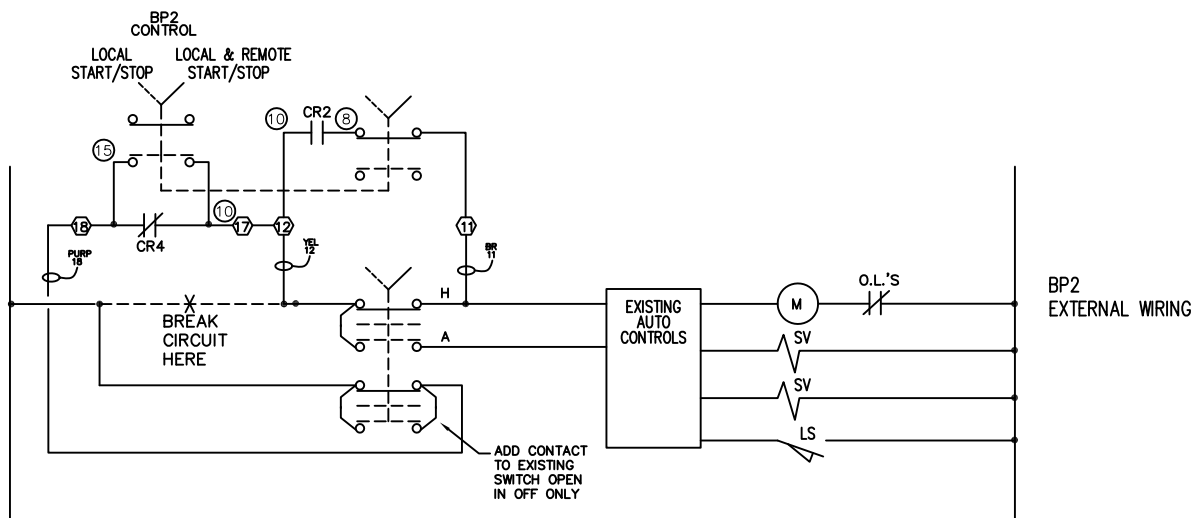 BP2
CONTROL
LOCAL
START/STOP
LOCAL & REMOTE
START/STOP
10
CR2
8
15
18
CR4
10
17
12
11
PURP
18
YEL
12
BR
11
H
A
BREAK
CIRCUIT
HERE
EXISTING
AUTO
CONTROLS
M
O.L.'S
SV
SV
LS
BP2
EXTERNAL WIRING
ADD CONTACT
TO EXISTING
SWITCH OPEN
IN OFF ONLY